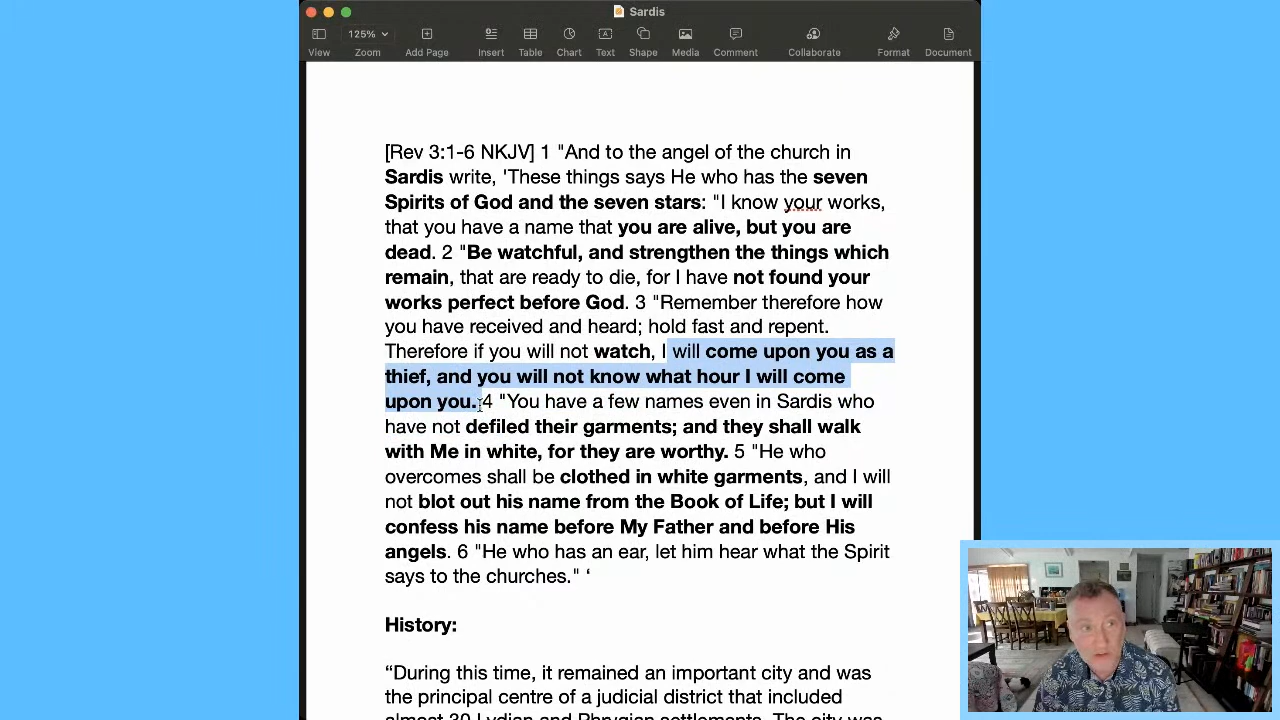 Sardis
125%
View
Zoom
Add Page
Insert
Table
Chart
Text
Shape
Media
Comment
Collaborate
Format
Document
[Rev 3:1-6 NKJV] 1 "And to the angel of the church in
Sardis write, 'These things says He who has the seven
Spirits of God and the seven stars: "I know your works,
that you have a name that you are alive, but you are
dead. 2 "Be watchful, and strengthen the things which
remain, that are ready to die, for I have not found your
works perfect before God. 3 "Remember therefore how
you have received and heard; hold fast and repent.
Therefore if you will not watch, I will come upon you as a
thief, and you will not know what hour I will come
upon you. 4 "You have a few names even in Sardis who
have not defiled their garments; and they shall walk
with Me in white, for they are worthy. 5 "He who
overcomes shall be clothed in white garments, and I will
not blot out his name from the Book of Life; but I will
confess his name before My Father and before His
angels. 6 "He who has an ear, let him hear what the Spirit
says to the churches." ‘
History:
“During this time, it remained an important city and was
the principal centre of a judicial district that included
almost 30 Lydian and Phrygian settlements. The city was